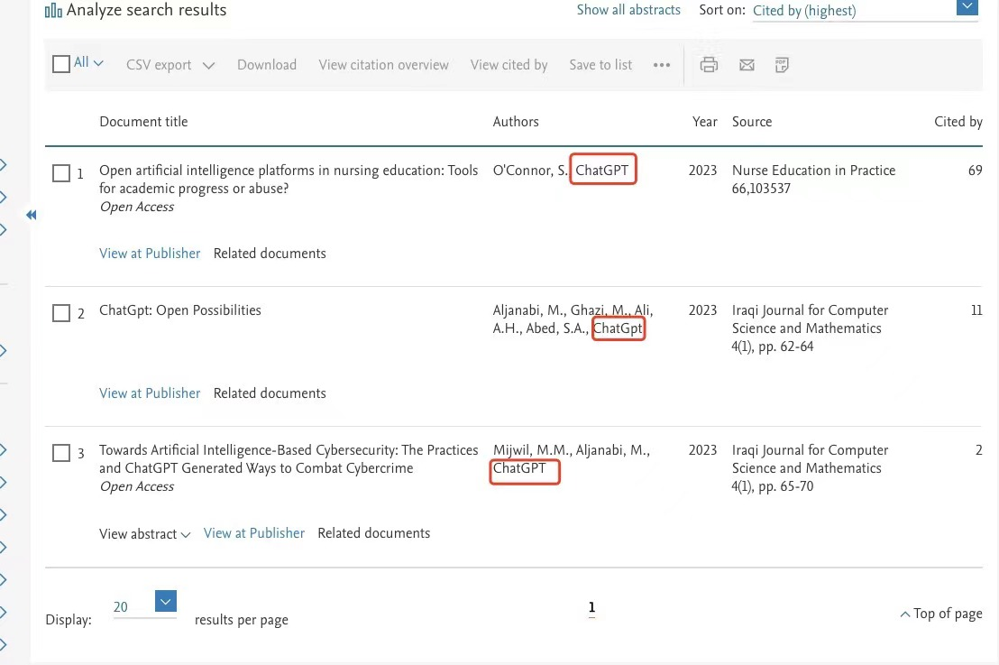 Analyze search results
Show all abstracts Sort on: Cited by (highest)
All CSV export Download View citation overview View cited by Save to list ••• PDF
Document title Authors Year Source Cited by
1 Open artificial intelligence platforms in nursing education: Tools O'Connor, S. ChatGPT 2023 Nurse Education in Practice 69
for academic progress or abuse? 66,103537
Open Access
View at Publisher Related documents
2 ChatGpt: Open Possibilities Aljanabi, M., Ghazi, M., Ali, 2023 Iraqi Journal for Computer 11
A.H., Abed, S.A., ChatGpt Science and Mathematics
4(1), pp. 62-64
View at Publisher Related documents
3 Towards Artificial Intelligence-Based Cybersecurity: The Practices Mijwil, M.M., Aljanabi, M., 2023 Iraqi Journal for Computer 2
and ChatGPT Generated Ways to Combat Cybercrime ChatGPT Science and Mathematics
Open Access 4(1), pp. 65-70
View abstract View at Publisher Related documents
Display: 20 results per page 1 Top of page